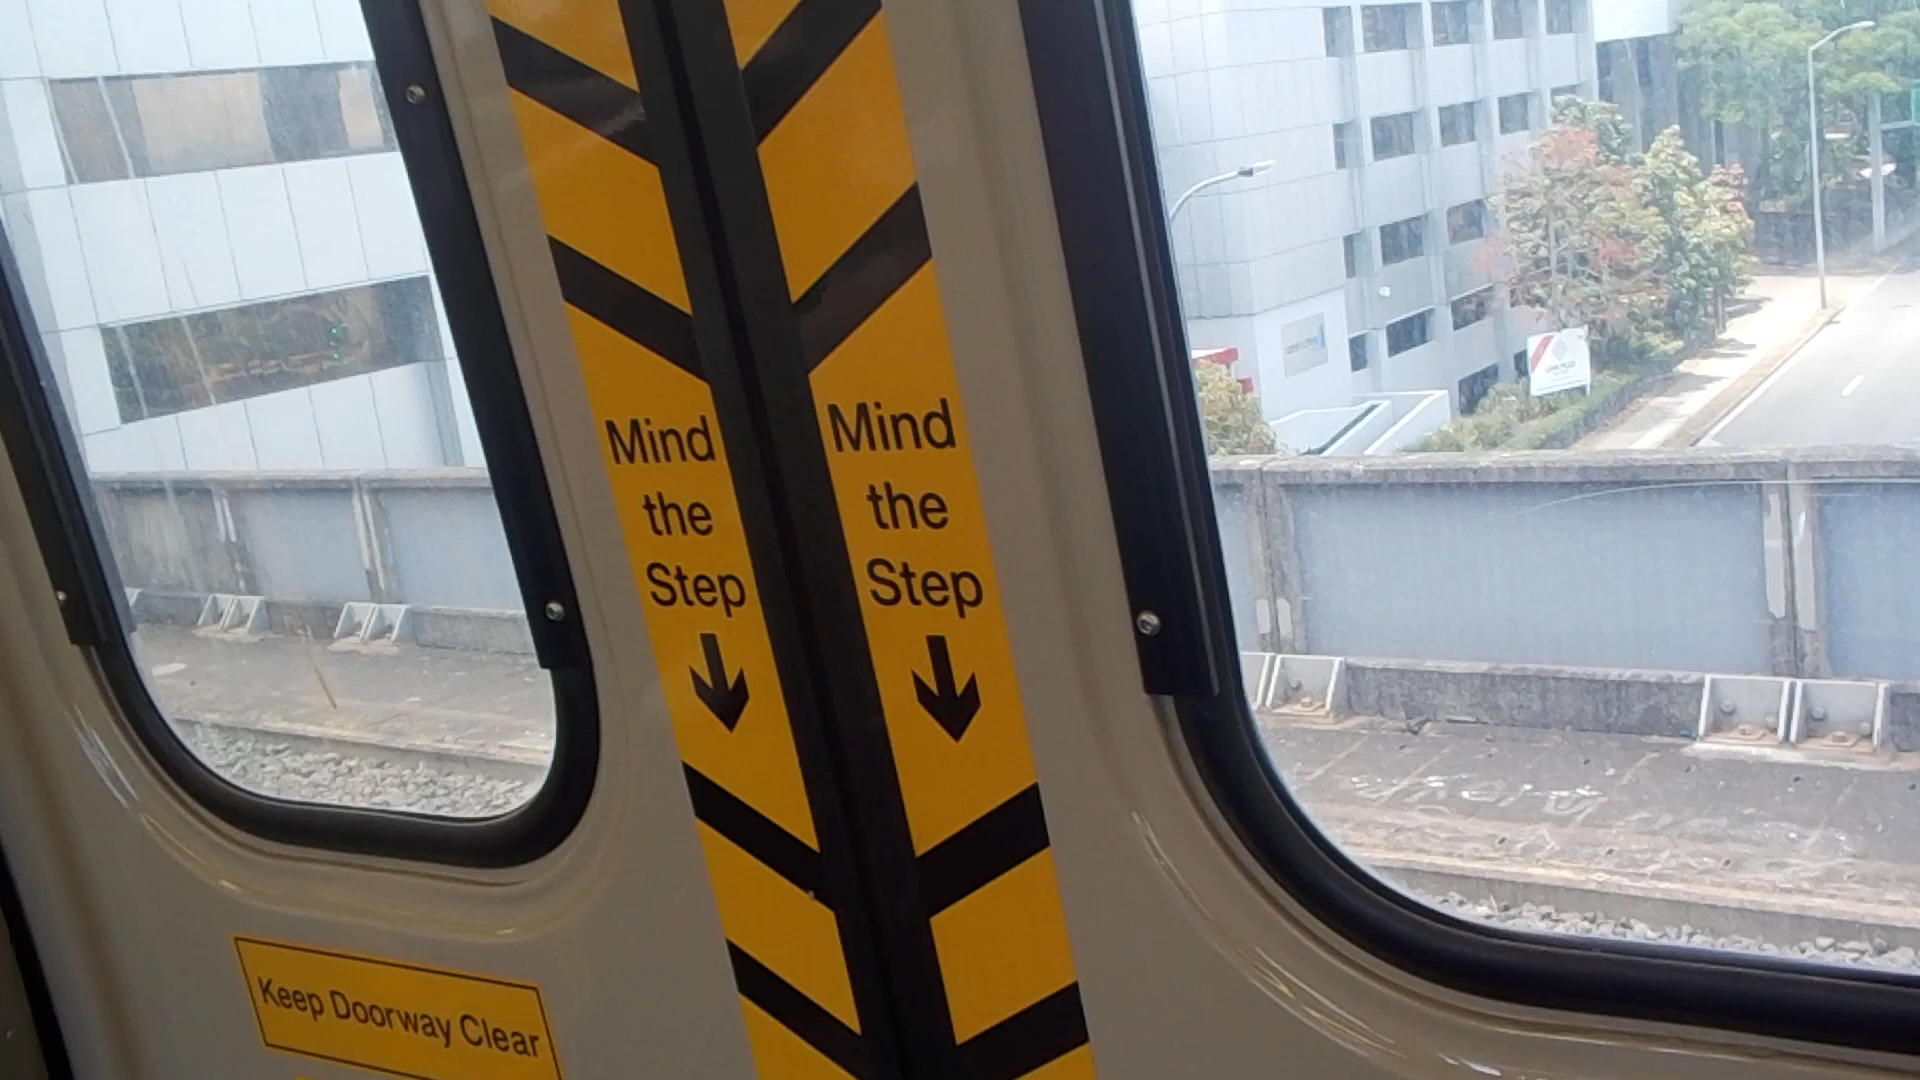 Mind
the
Step
Mind
the
Step
Keep Doorway Clear